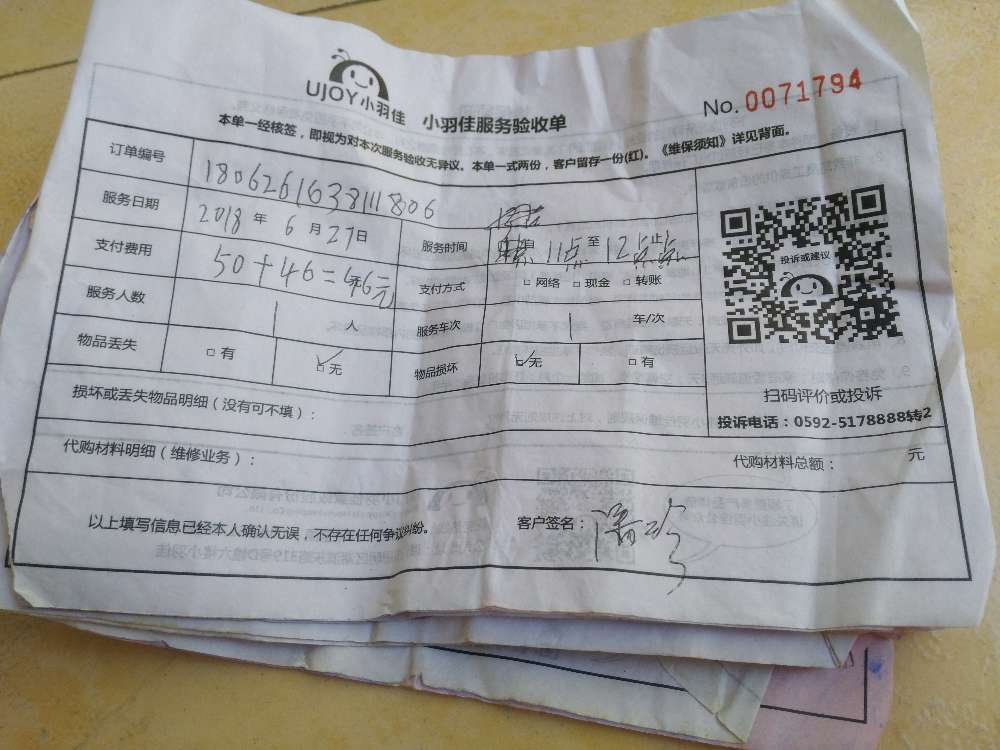 UJOY小羽佳 小羽佳服务验收单
No. 0071794
本单一经核签，即视为对本次服务验收无异议。本单一式两份，客户留存一份(红)。《维保须知》详见背面。
订单编号 1806261638111806
服务日期 2018 年 6 月 27 日 服务时间 自 11点 至 12点 止
支付费用 50+46= 元 支付方式 □ 网络 □ 现金 □ 转账
服务人数 1 人 服务车次 1 车/次
物品丢失 □ 有 ☑ 无 物品损坏 ☑ 无 □ 有
投诉或建议
扫码评价或投诉
投诉电话：0592-5178888转2
损坏或丢失物品明细（没有可不填）：
代购材料明细（维修业务）： 代购材料总额： 元
以上填写信息已经本人确认无误，不存在任何争议纠纷。 客户签名：